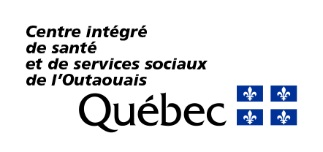 Centre intégré
de santé
et de services sociaux
de l'Outaouais
Québec